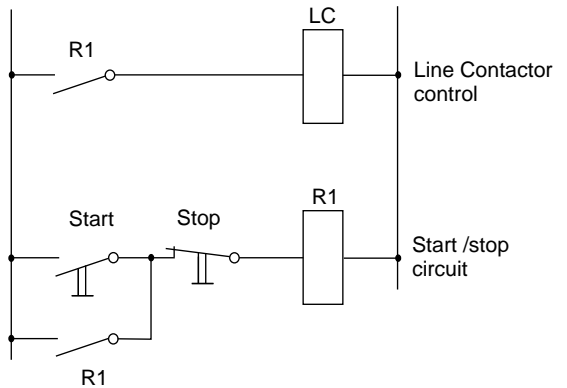 LC
R1
Line Contactor
control
R1
Start
Stop
Start /stop
circuit
R1